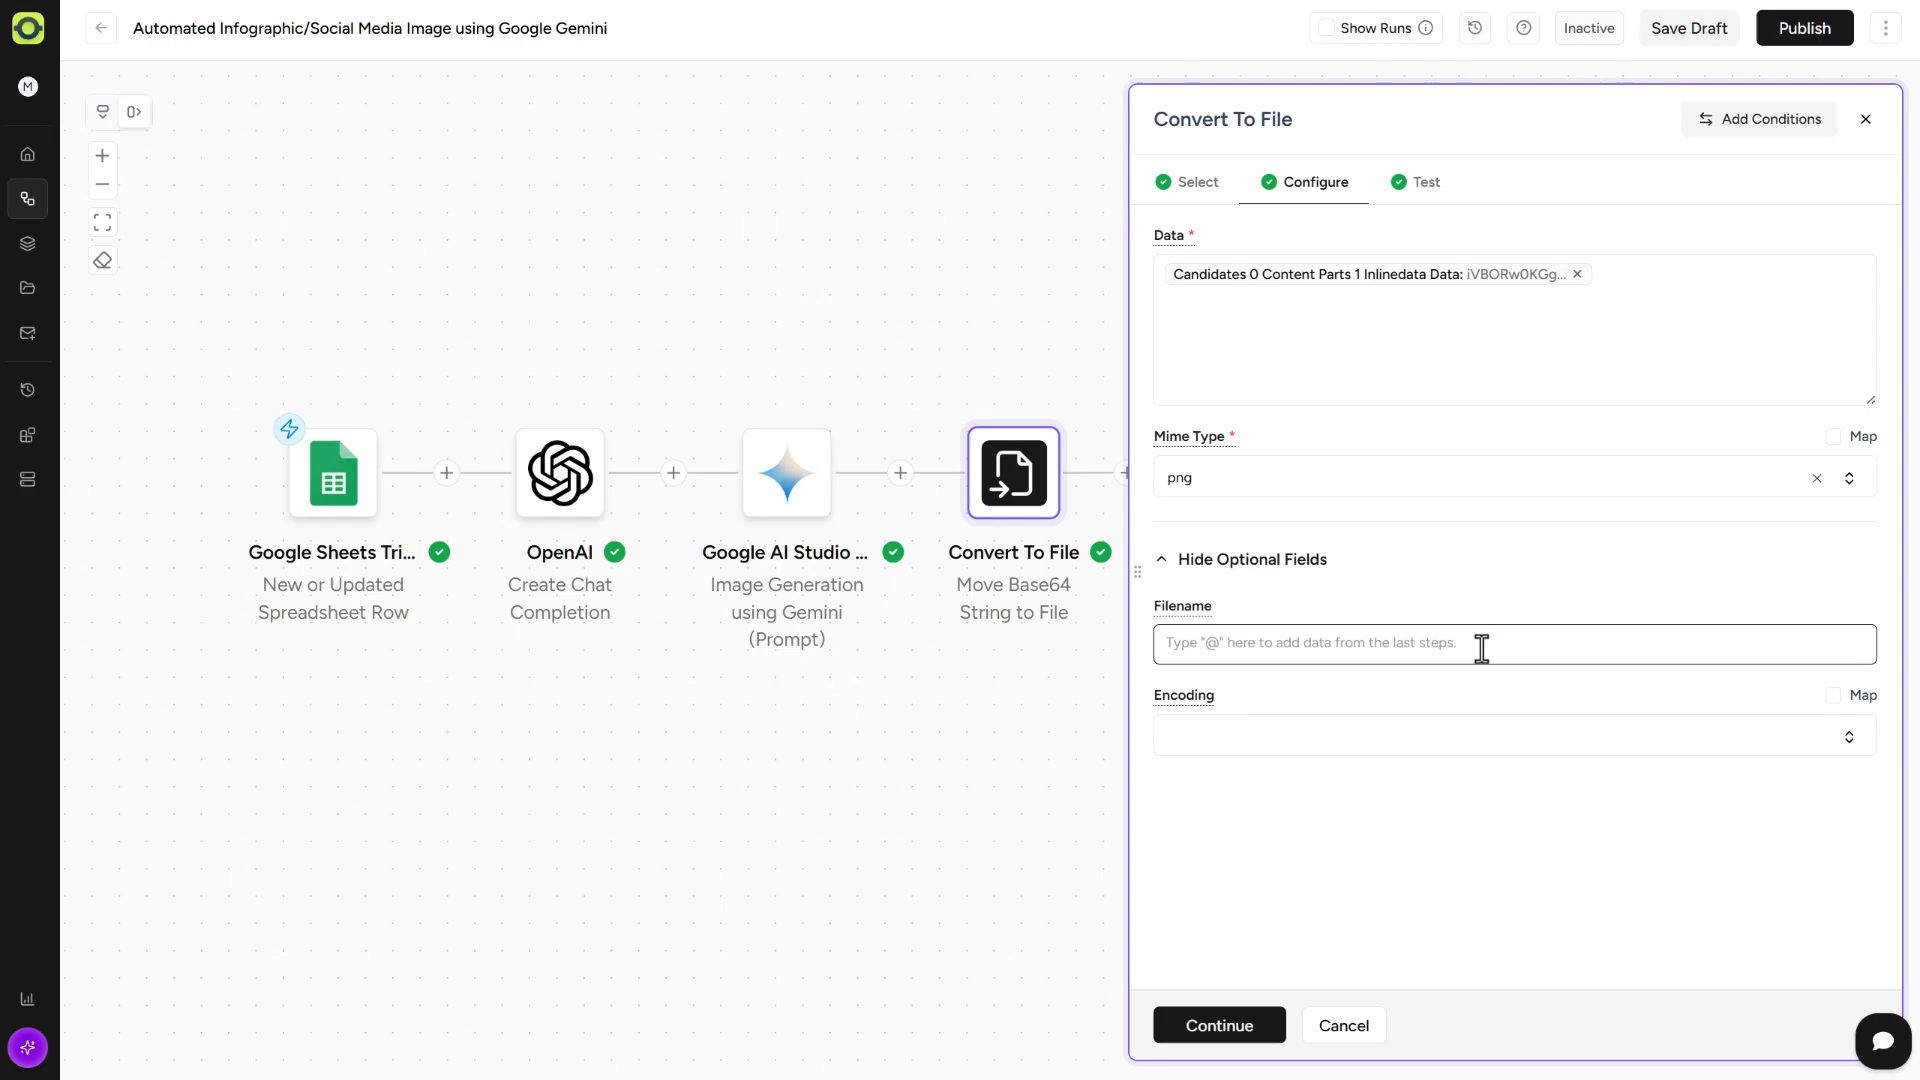 Automated Infographic/Social Media Image using Google Gemini
Show Runs
Inactive
Save Draft
Publish
M
Convert To File
Add Conditions
Select
Configure
Test
Data *
Candidates 0 Content Parts 1 Inlinedata Data: iVBORw0KGg...
Mime Type *
Map
png
Hide Optional Fields
Filename
Type "@" here to add data from the last steps.
Encoding
Map
Continue
Cancel
Google Sheets Tri...
New or Updated
Spreadsheet Row
OpenAI
Create Chat
Completion
Google AI Studio ...
Image Generation
using Gemini
(Prompt)
Convert To File
Move Base64
String to File